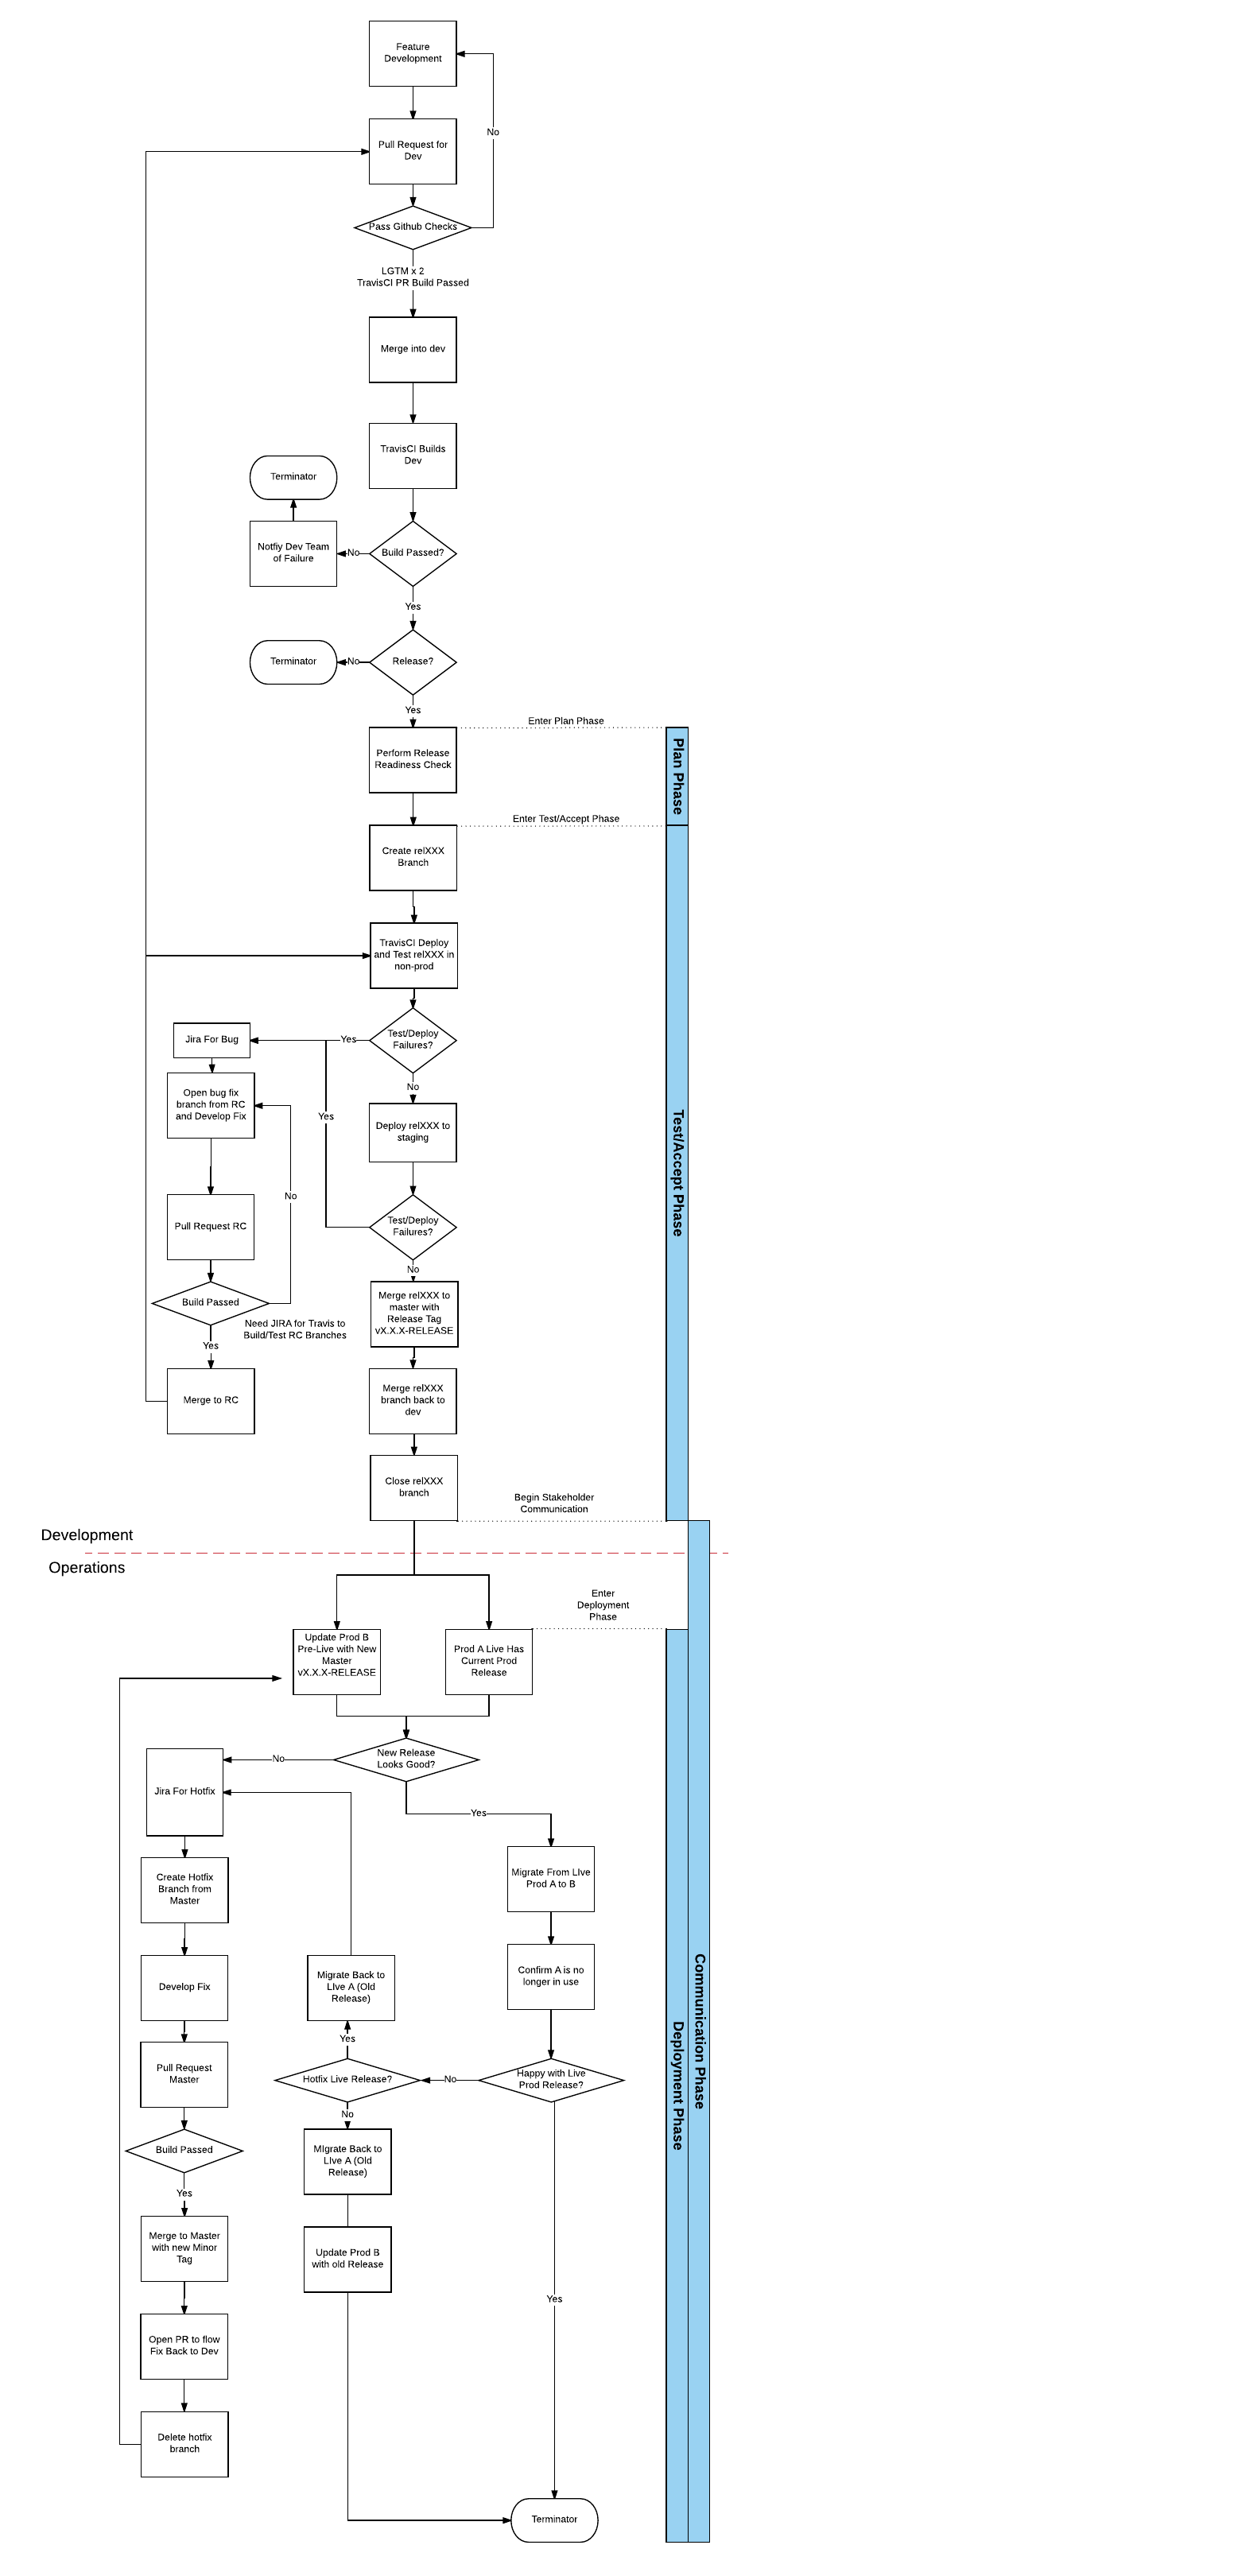 Feature
Development
No
Pull Request for
Dev
Pass Github Checks
LGTM x 2
TravisCI PR Build Passed
Merge into dev
TravisCI Builds
Dev
Terminator
Notfiy Dev Team
of Failure
No
Build Passed?
Yes
Terminator
No
Release?
Yes
Enter Plan Phase
Perform Release
Readiness Check
Plan Phase
Enter Test/Accept Phase
Create relXXX
Branch
TravisCI Deploy
and Test relXXX in
non-prod
Jira For Bug
Yes
Test/Deploy
Failures?
No
Open bug fix
branch from RC
and Develop Fix
Yes
Deploy relXXX to
staging
Test/Accept Phase
No
Pull Request RC
Test/Deploy
Failures?
No
Build Passed
Need JIRA for Travis to
Build/Test RC Branches
Merge relXXX to
master with
Release Tag
vX.X.X-RELEASE
Yes
Merge to RC
Merge relXXX
branch back to
dev
Close relXXX
branch
Begin Stakeholder
Communication
Development
Operations
Enter
Deployment
Phase
Update Prod B
Pre-Live with New
Master
vX.X.X-RELEASE
Prod A Live Has
Current Prod
Release
New Release
Looks Good?
No
Jira For Hotfix
Yes
Create Hotfix
Branch from
Master
Migrate From LIve
Prod A to B
Develop Fix
Migrate Back to
LIve A (Old
Release)
Confirm A is no
longer in use
Communication Phase
Deployment Phase
Yes
Pull Request
Master
Hotfix Live Release?
No
Happy with Live
Prod Release?
No
Build Passed
MIgrate Back to
LIve A (Old
Release)
Yes
Merge to Master
with new Minor
Tag
Update Prod B
with old Release
Yes
Open PR to flow
Fix Back to Dev
Delete hotfix
branch
Terminator